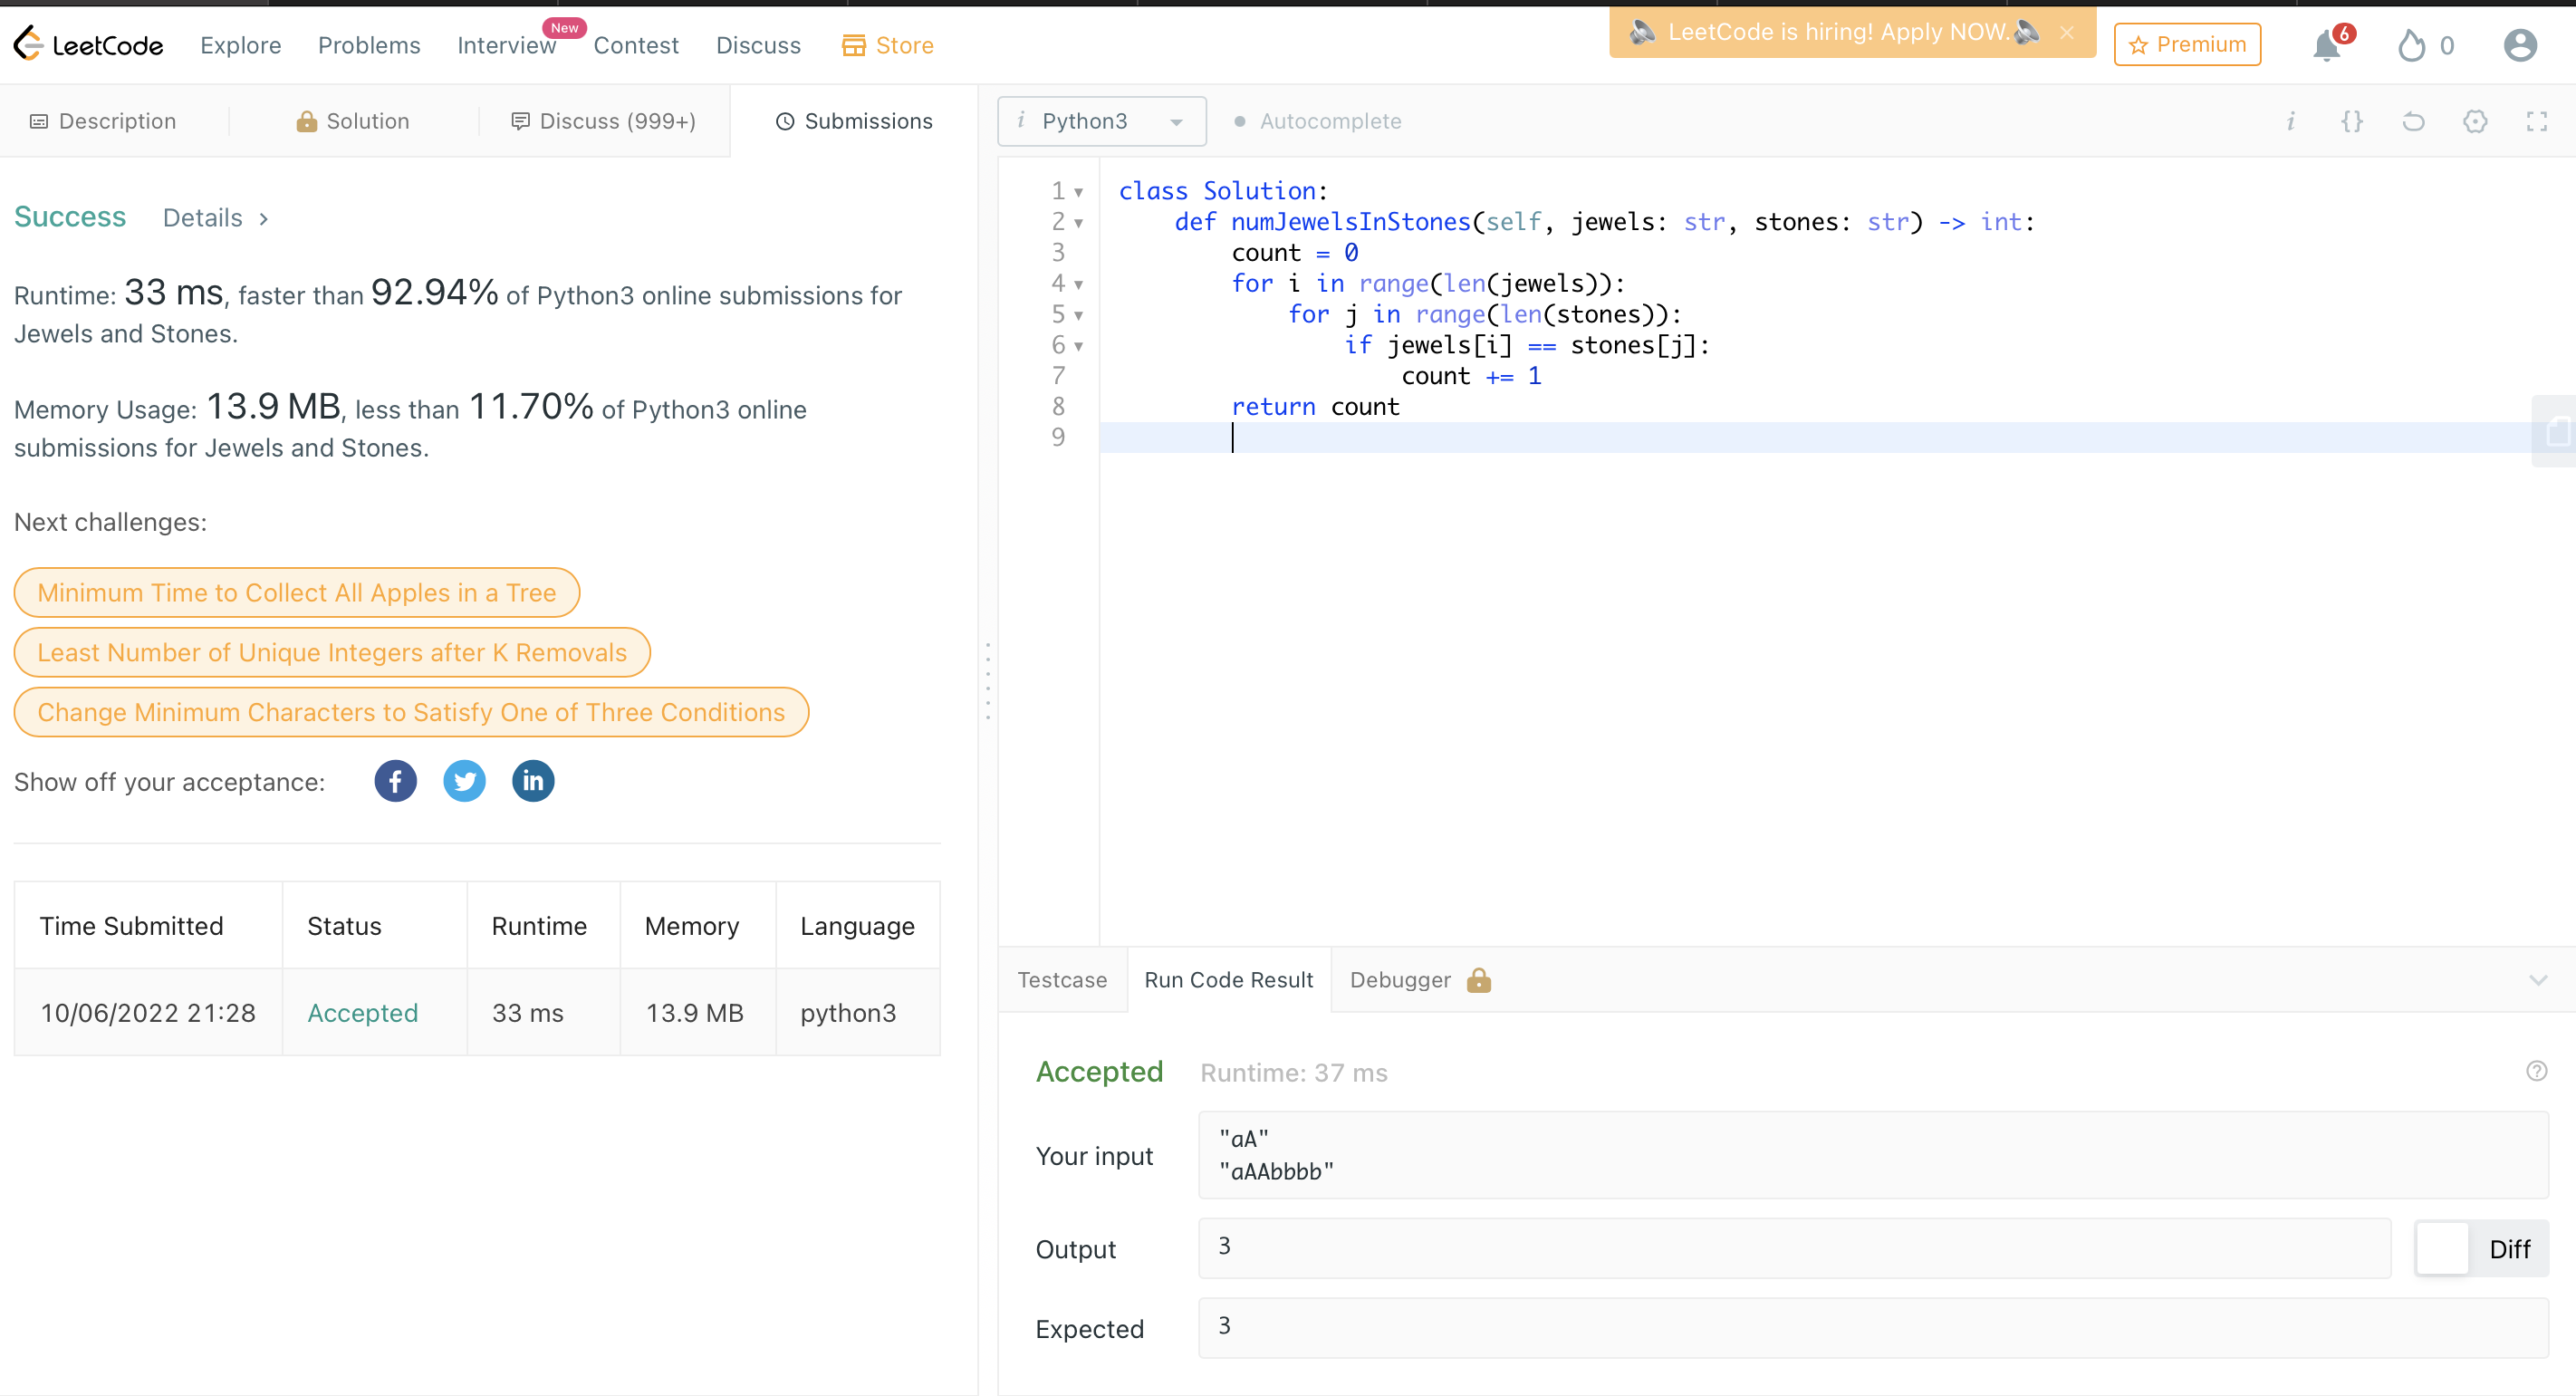 LeetCode Explore Problems Interview New Contest Discuss Store LeetCode is hiring! Apply NOW. Premium 6 0
Description Solution Discuss (999+) Submissions
Success Details >
Runtime: 33 ms, faster than 92.94% of Python3 online submissions for
Jewels and Stones.
Memory Usage: 13.9 MB, less than 11.70% of Python3 online
submissions for Jewels and Stones.
Next challenges:
Minimum Time to Collect All Apples in a Tree
Least Number of Unique Integers after K Removals
Change Minimum Characters to Satisfy One of Three Conditions
Show off your acceptance:
Time Submitted Status Runtime Memory Language
10/06/2022 21:28 Accepted 33 ms 13.9 MB python3
i Python3 Autocomplete i {}
1 class Solution:
2     def numJewelsInStones(self, jewels: str, stones: str) -> int:
3         count = 0
4         for i in range(len(jewels)):
5             for j in range(len(stones)):
6                 if jewels[i] == stones[j]:
7                     count += 1
8         return count
9
Testcase Run Code Result Debugger
Accepted Runtime: 37 ms
Your input
"aA"
"aAAbbbb"
Output 3 Diff
Expected 3